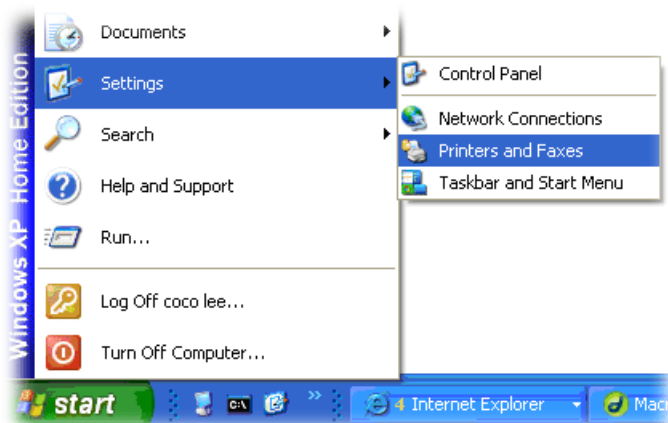 Documents
Settings
Search
Help and Support
Run...
Log Off coco lee...
Turn Off Computer...
Windows XP Home Edition
Control Panel
Network Connections
Printers and Faxes
Taskbar and Start Menu
start
C:\
»
4 Internet Explorer
Mac